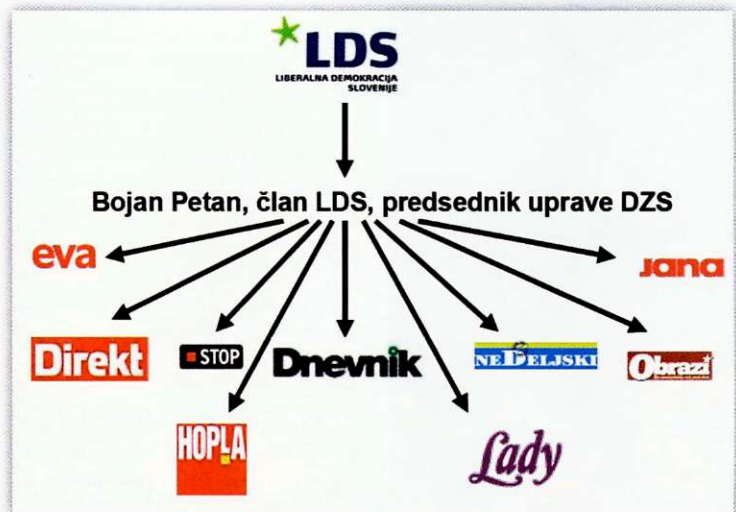 LDS
LIBERALNA DEMOKRACIJA
SLOVENIJE
Bojan Petan, član LDS, predsednik uprave DZS
eva
Jana
Direkt
STOP
Dnevnik
NEDELJSKI
Obrazi
HOPLA
Lady